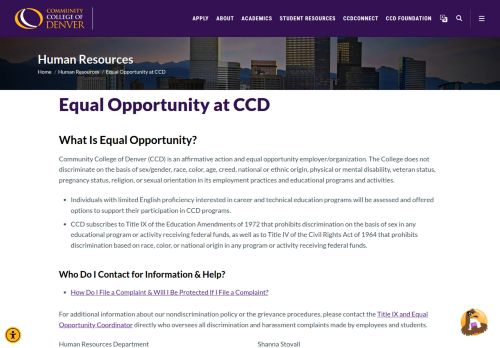 COMMUNITY
COLLEGE OF
DENVER
APPLY ABOUT ACADEMICS STUDENT RESOURCES CCDCONNECT CCD FOUNDATION
Human Resources
Home / Human Resources / Equal Opportunity at CCD
Equal Opportunity at CCD
What Is Equal Opportunity?
Community College of Denver (CCD) is an affirmative action and equal opportunity employer/organization. The College does not
discriminate on the basis of sex/gender, race, color, age, creed, national or ethnic origin, physical or mental disability, veteran status,
pregnancy status, religion, or sexual orientation in its employment practices and educational programs and activities.
• Individuals with limited English proficiency interested in career and technical education programs will be assessed and offered
options to support their participation in CCD programs.
• CCD subscribes to Title IX of the Education Amendments of 1972 that prohibits discrimination on the basis of sex in any
educational program or activity receiving federal funds, as well as to Title IV of the Civil Rights Act of 1964 that prohibits
discrimination based on race, color, or national origin in any program or activity receiving federal funds.
Who Do I Contact for Information & Help?
• How Do I File a Complaint & Will I Be Protected If I File a Complaint?
For additional information about our nondiscrimination policy or the grievance procedures, please contact the Title IX and Equal
Opportunity Coordinator directly who oversees all discrimination and harassment complaints made by employees and students.
Human Resources Department Shanna Stovall